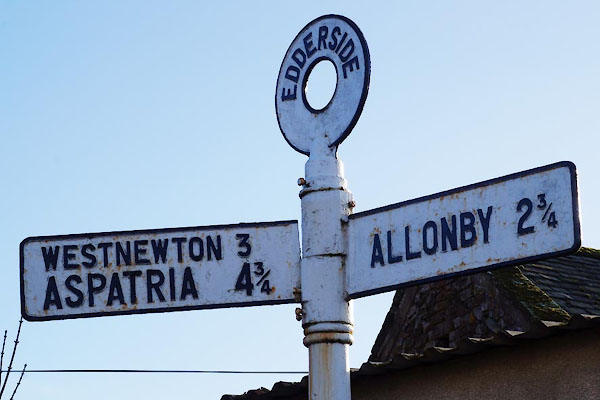 EDDERSIDE
WESTNEWTON 3
ASPATRIA 4¾
ALLONBY 2¾